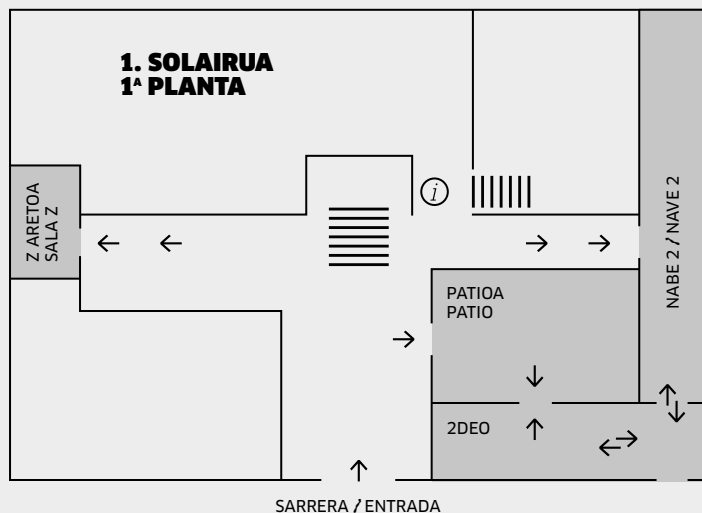 1. SOLAIRUA
1ᴬ PLANTA
i
Z ARETOA
SALA Z
NABE 2 / NAVE 2
PATIOA
PATIO
2DEO
SARRERA / ENTRADA